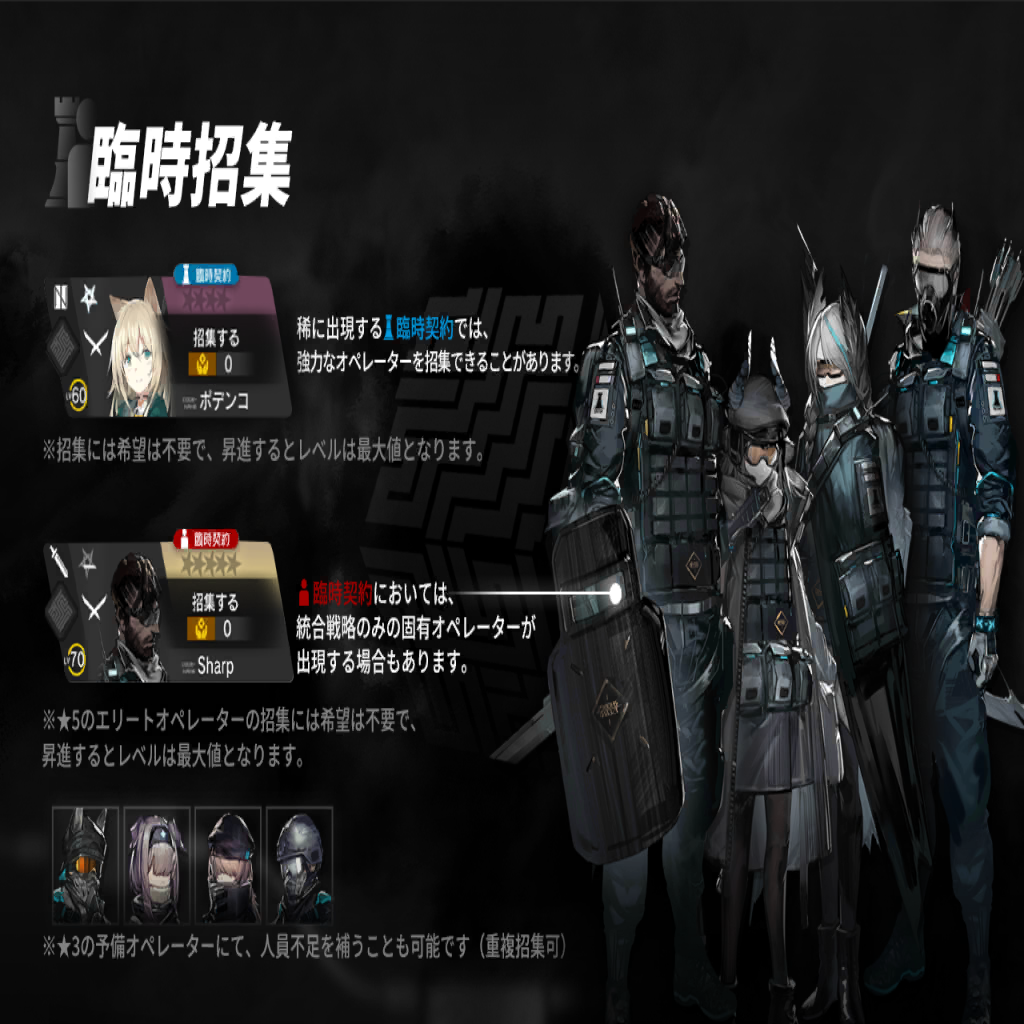 臨時招集
臨時契約
招集する
0
LV60
ポデンコ
稀に出現する臨時契約では、
強力なオペレーターを招集できることがあります。
※招集には希望は不要で、昇進するとレベルは最大値となります。
臨時契約
招集する
0
LV70
Sharp
臨時契約においては、
統合戦略のみの固有オペレーターが
出現する場合もあります。
※★5のエリートオペレーターの招集には希望は不要で、
昇進するとレベルは最大値となります。
※★3の予備オペレーターにて、人員不足を補うことも可能です（重複招集可）